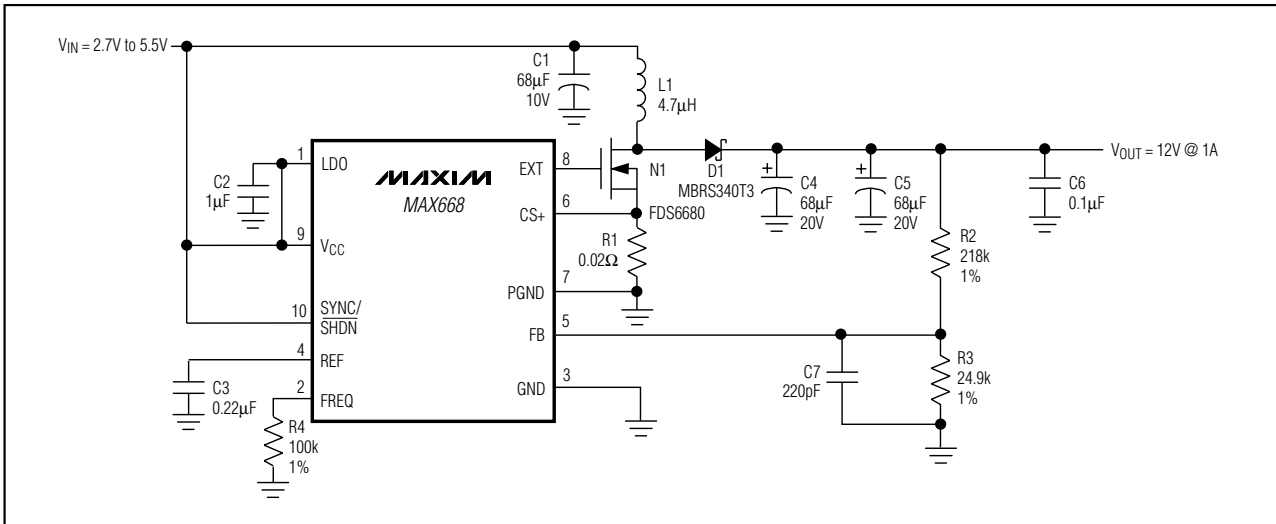 VIN = 2.7V to 5.5V
C1
68µF
10V
L1
4.7µH
1
LDO
C2
1µF
MAXIM
MAX668
EXT
8
N1
FDS6680
D1
MBRS340T3
+
C4
68µF
20V
+
C5
68µF
20V
C6
0.1µF
VOUT = 12V @ 1A
CS+
6
R1
0.02Ω
R2
218k
1%
9
VCC
PGND
7
10
SYNC/
SHDN
FB
5
4
REF
C3
0.22µF
C7
220pF
R3
24.9k
1%
GND
3
2
FREQ
R4
100k
1%